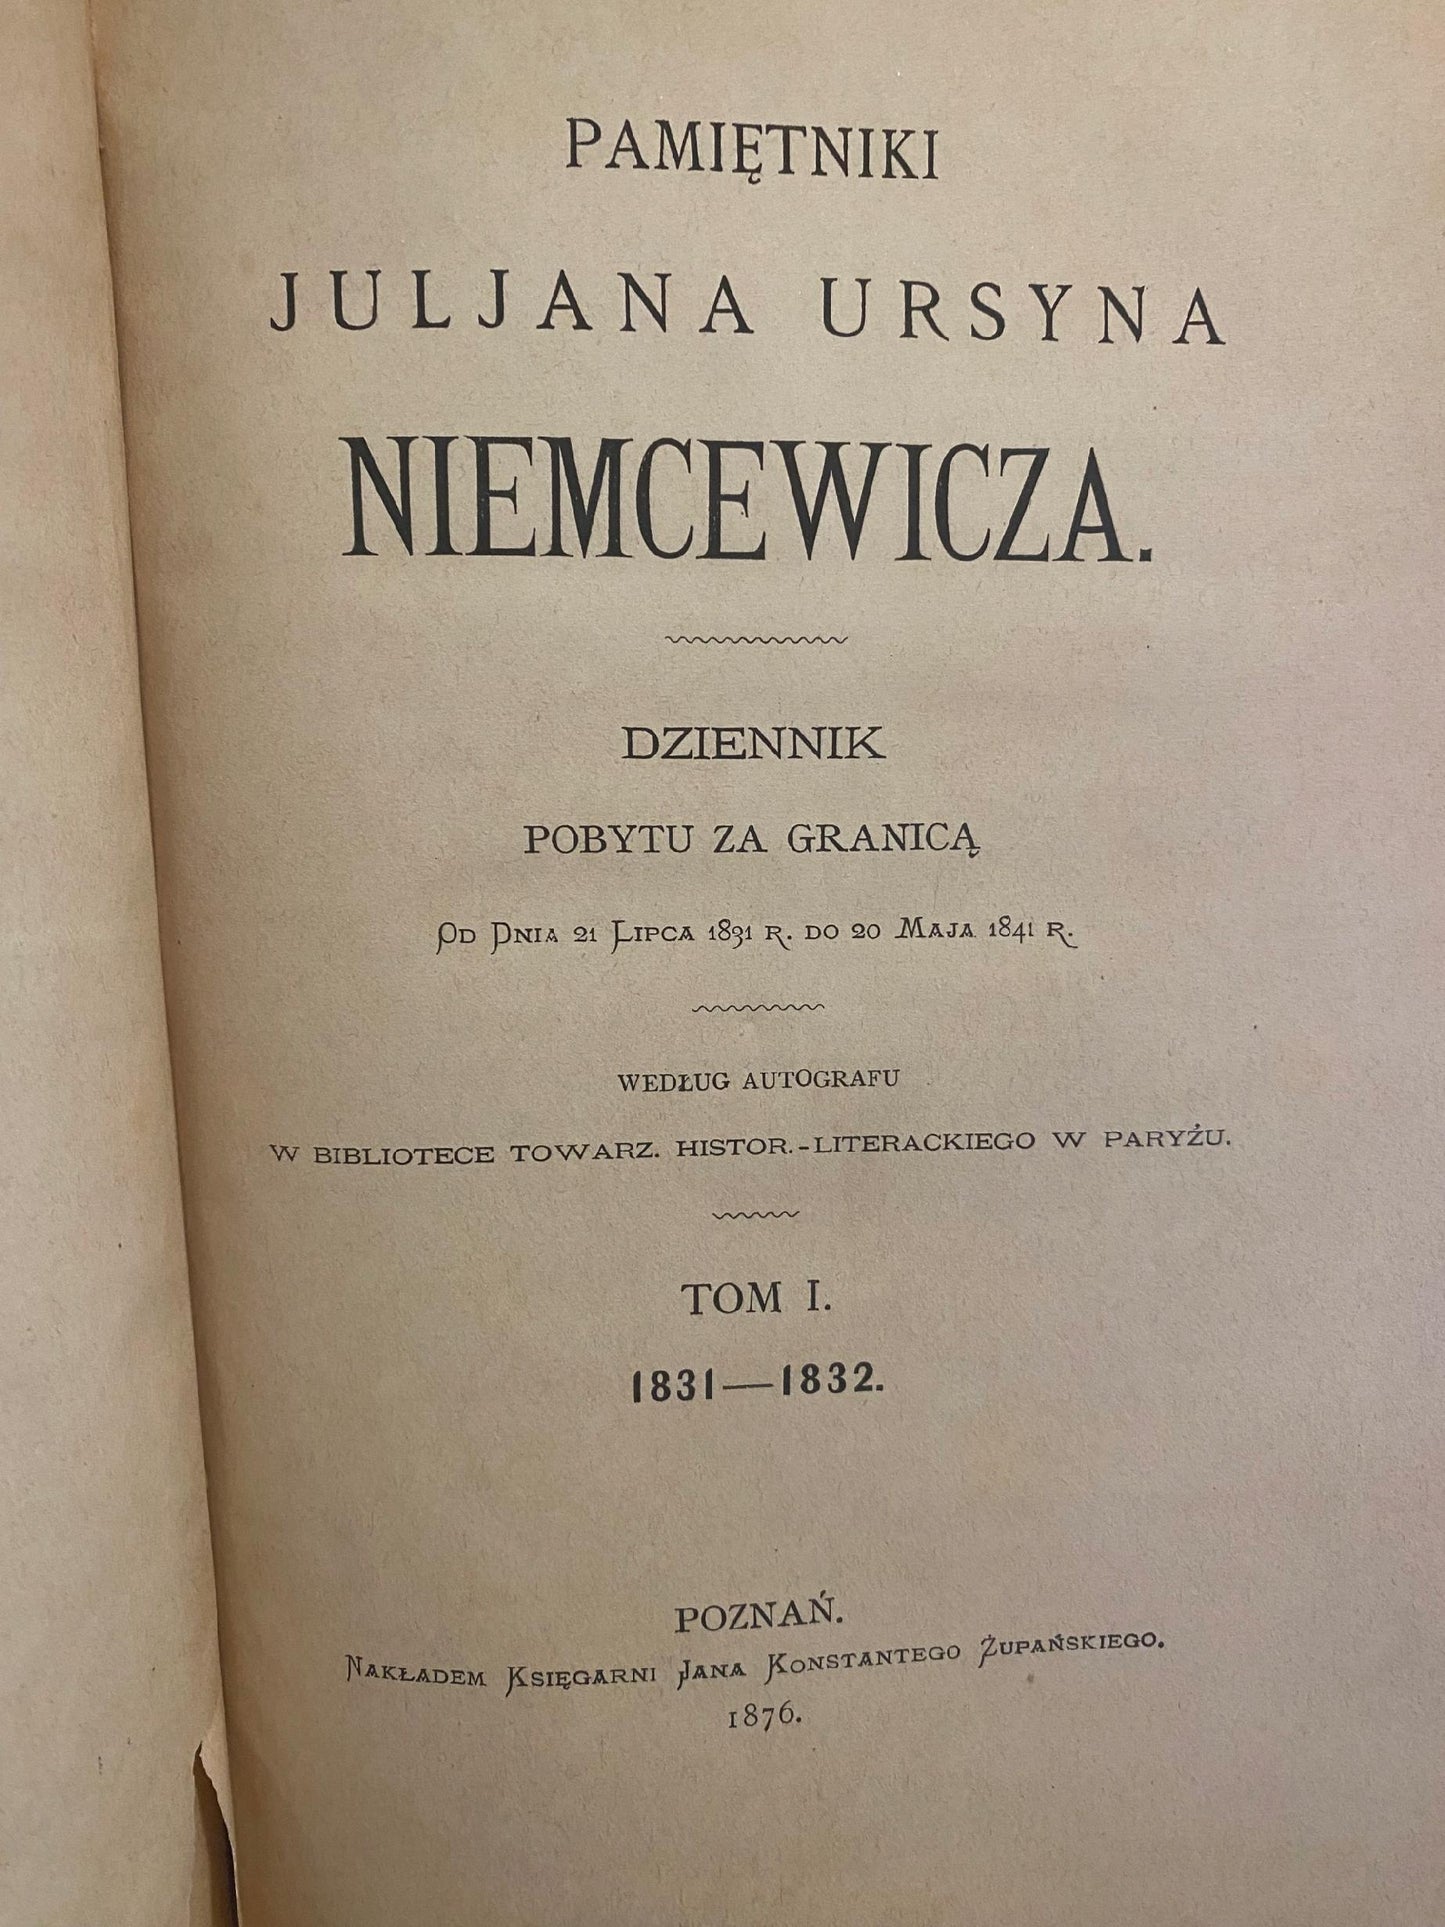 PAMIĘTNIKI
JULJANA URSYNA
NIEMCEWICZA.
DZIENNIK
POBYTU ZA GRANICĄ
OD DNIA 21 LIPCA 1831 R. DO 20 MAJA 1841 R.
WEDŁUG AUTOGRAFU
W BIBLIOTECE TOWARZ. HISTOR.-LITERACKIEGO W PARYŻU.
TOM I.
1831—1832.
POZNAŃ.
NAKŁADEM KSIĘGARNI JANA KONSTANTEGO ŻUPAŃSKIEGO.
1876.